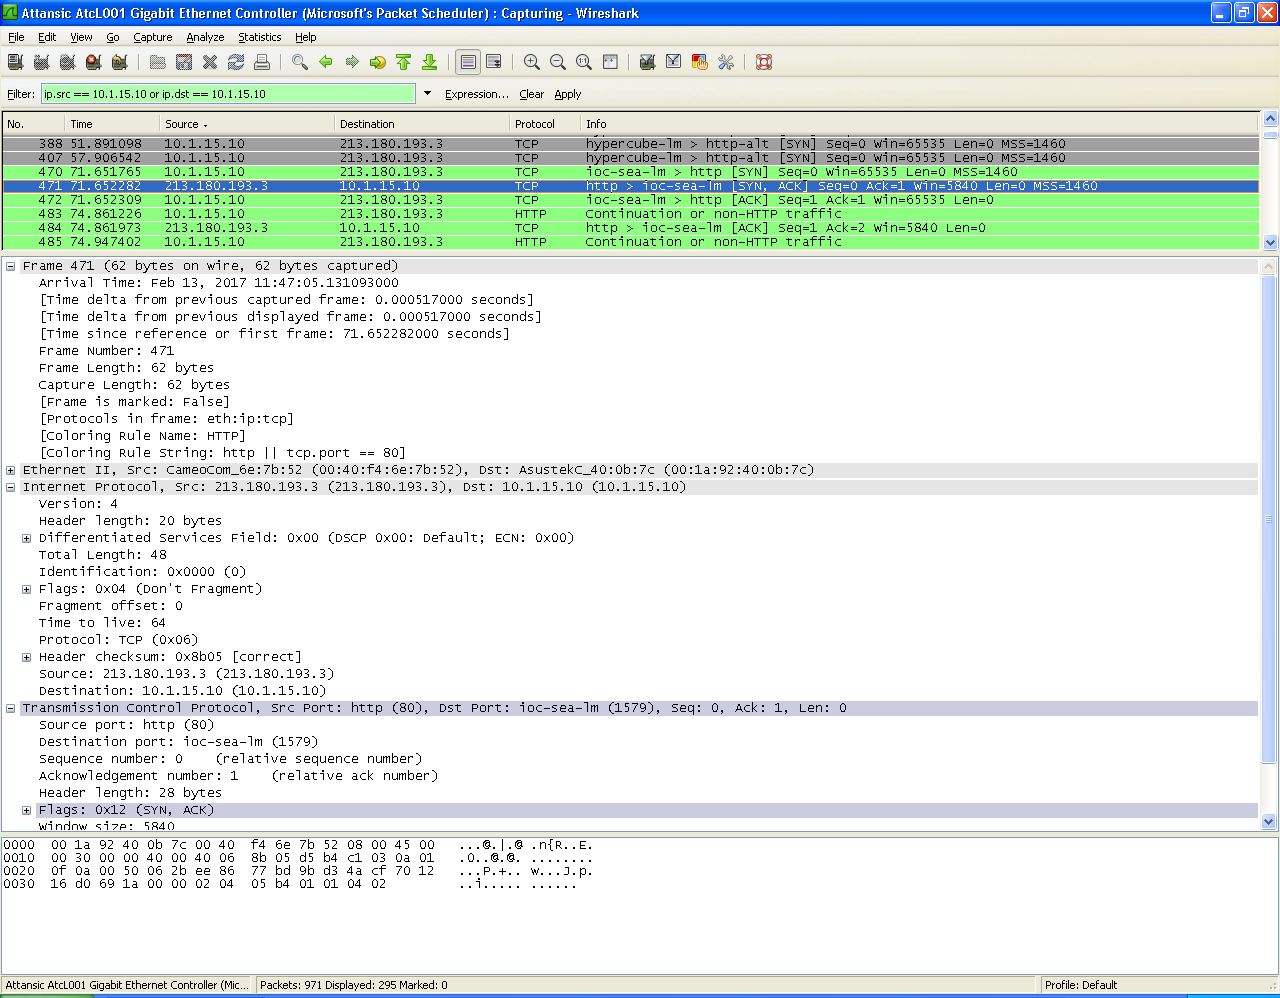 Attansic AtcL001 Gigabit Ethernet Controller (Microsoft's Packet Scheduler) : Capturing - Wireshark
File Edit View Go Capture Analyze Statistics Help
Filter: ip.src == 10.1.15.10 or ip.dst == 10.1.15.10 Expression... Clear Apply
No. Time Source Destination Protocol Info
388 51.891098 10.1.15.10 213.180.193.3 TCP hypercube-lm > http-alt [SYN] Seq=0 Win=65535 Len=0 MSS=1460
407 57.906542 10.1.15.10 213.180.193.3 TCP hypercube-lm > http-alt [SYN] Seq=0 Win=65535 Len=0 MSS=1460
470 71.651765 10.1.15.10 213.180.193.3 TCP ioc-sea-lm > http [SYN] Seq=0 Win=65535 Len=0 MSS=1460
471 71.652282 213.180.193.3 10.1.15.10 TCP http > ioc-sea-lm [SYN, ACK] Seq=0 Ack=1 Win=5840 Len=0 MSS=1460
472 71.652309 10.1.15.10 213.180.193.3 TCP ioc-sea-lm > http [ACK] Seq=1 Ack=1 Win=65535 Len=0
483 74.861226 10.1.15.10 213.180.193.3 HTTP Continuation or non-HTTP traffic
484 74.861973 213.180.193.3 10.1.15.10 TCP http > ioc-sea-lm [ACK] Seq=1 Ack=2 Win=5840 Len=0
485 74.947402 10.1.15.10 213.180.193.3 HTTP Continuation or non-HTTP traffic
Frame 471 (62 bytes on wire, 62 bytes captured)
Arrival Time: Feb 13, 2017 11:47:05.131093000
[Time delta from previous captured frame: 0.000517000 seconds]
[Time delta from previous displayed frame: 0.000517000 seconds]
[Time since reference or first frame: 71.652282000 seconds]
Frame Number: 471
Frame Length: 62 bytes
Capture Length: 62 bytes
[Frame is marked: False]
[Protocols in frame: eth:ip:tcp]
[Coloring Rule Name: HTTP]
[Coloring Rule String: http || tcp.port == 80]
Ethernet II, Src: CameoCom_6e:7b:52 (00:40:f4:6e:7b:52), Dst: AsustekC_40:0b:7c (00:1a:92:40:0b:7c)
Internet Protocol, Src: 213.180.193.3 (213.180.193.3), Dst: 10.1.15.10 (10.1.15.10)
Version: 4
Header length: 20 bytes
Differentiated Services Field: 0x00 (DSCP 0x00: Default; ECN: 0x00)
Total Length: 48
Identification: 0x0000 (0)
Flags: 0x04 (Don't Fragment)
Fragment offset: 0
Time to live: 64
Protocol: TCP (0x06)
Header checksum: 0x8b05 [correct]
Source: 213.180.193.3 (213.180.193.3)
Destination: 10.1.15.10 (10.1.15.10)
Transmission Control Protocol, Src Port: http (80), Dst Port: ioc-sea-lm (1579), Seq: 0, Ack: 1, Len: 0
Source port: http (80)
Destination port: ioc-sea-lm (1579)
Sequence number: 0 (relative sequence number)
Acknowledgement number: 1 (relative ack number)
Header length: 28 bytes
Flags: 0x12 (SYN, ACK)
Window size: 5840
0000 00 1a 92 40 0b 7c 00 40 f4 6e 7b 52 08 00 45 00 ...@.|.@ .n{R..E.
0010 00 30 00 00 40 00 40 06 8b 05 d5 b4 c1 03 0a 01 .0..@.@. ........
0020 0f 0a 00 50 06 2b ee 86 77 bd 9b d3 4a cf 70 12 ...P.+.. w...J.p.
0030 16 d0 69 1a 00 00 02 04 05 b4 01 01 04 02 ..i..... ......
Attansic AtcL001 Gigabit Ethernet Controller (Mic... Packets: 971 Displayed: 295 Marked: 0 Profile: Default